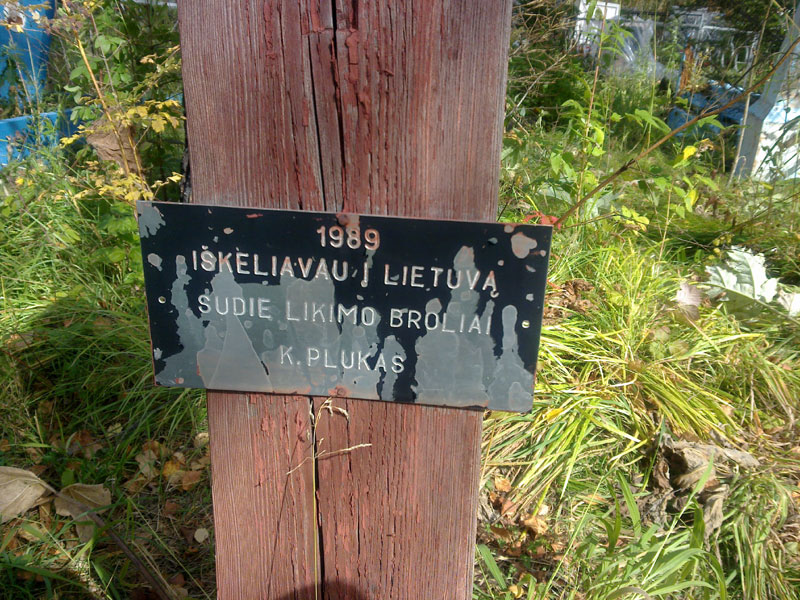 1989
IŠKELIAVAU Į LIETUVĄ
SUDIE LIKIMO BROLIAI
K. PLUKAS